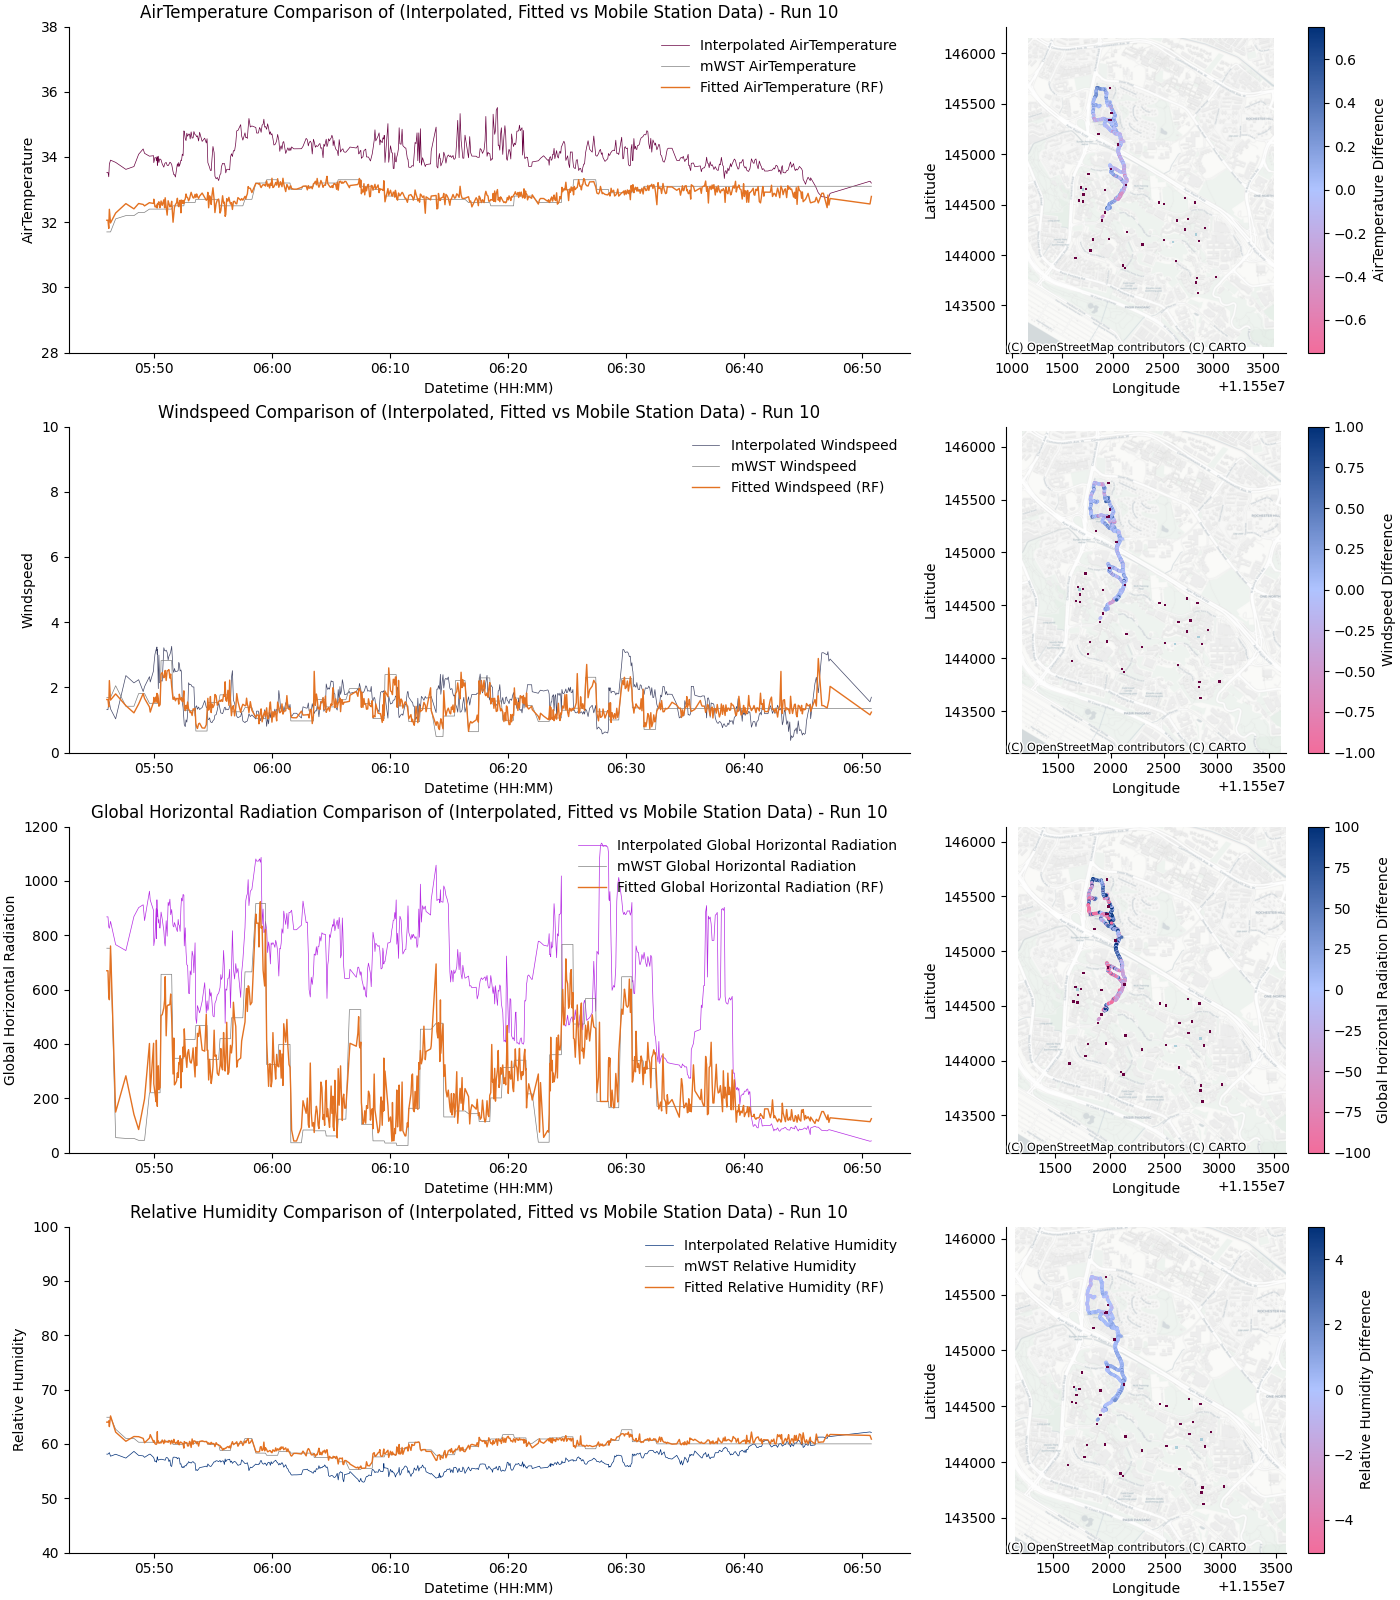 AirTemperature Comparison of (Interpolated, Fitted vs Mobile Station Data) - Run 10
38
36
34
32
30
28
AirTemperature
Interpolated AirTemperature
mWST AirTemperature
Fitted AirTemperature (RF)
05:50 06:00 06:10 06:20 06:30 06:40 06:50
Datetime (HH:MM)
146000
145500
145000
144500
144000
143500
Latitude
(C) OpenStreetMap contributors (C) CARTO
1000 1500 2000 2500 3000 3500
Longitude
+1.155e7
0.6
0.4
0.2
0.0
−0.2
−0.4
−0.6
AirTemperature Difference
Windspeed Comparison of (Interpolated, Fitted vs Mobile Station Data) - Run 10
10
8
6
4
2
0
Windspeed
Interpolated Windspeed
mWST Windspeed
Fitted Windspeed (RF)
05:50 06:00 06:10 06:20 06:30 06:40 06:50
Datetime (HH:MM)
146000
145500
145000
144500
144000
143500
Latitude
(C) OpenStreetMap contributors (C) CARTO
1500 2000 2500 3000 3500
Longitude
+1.155e7
1.00
0.75
0.50
0.25
0.00
−0.25
−0.50
−0.75
−1.00
Windspeed Difference
Global Horizontal Radiation Comparison of (Interpolated, Fitted vs Mobile Station Data) - Run 10
1200
1000
800
600
400
200
0
Global Horizontal Radiation
Interpolated Global Horizontal Radiation
mWST Global Horizontal Radiation
Fitted Global Horizontal Radiation (RF)
05:50 06:00 06:10 06:20 06:30 06:40 06:50
Datetime (HH:MM)
146000
145500
145000
144500
144000
143500
Latitude
(C) OpenStreetMap contributors (C) CARTO
1500 2000 2500 3000 3500
Longitude
+1.155e7
100
75
50
25
0
−25
−50
−75
−100
Global Horizontal Radiation Difference
Relative Humidity Comparison of (Interpolated, Fitted vs Mobile Station Data) - Run 10
100
90
80
70
60
50
40
Relative Humidity
Interpolated Relative Humidity
mWST Relative Humidity
Fitted Relative Humidity (RF)
05:50 06:00 06:10 06:20 06:30 06:40 06:50
Datetime (HH:MM)
146000
145500
145000
144500
144000
143500
Latitude
(C) OpenStreetMap contributors (C) CARTO
1500 2000 2500 3000 3500
Longitude
+1.155e7
4
2
0
−2
−4
Relative Humidity Difference